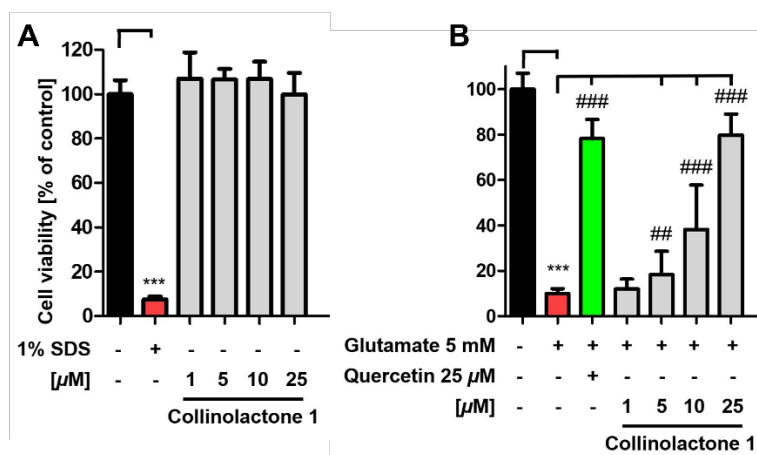 A
Cell viability [% of control]
120
100
80
60
40
20
0
***
1% SDS - + - - - -
[µM] - - 1 5 10 25
Collinolactone 1
B
100
80
60
40
20
0
***
###
##
###
###
Glutamate 5 mM - + + + + + +
Quercetin 25 µM - - + - - - -
[µM] - - - 1 5 10 25
Collinolactone 1